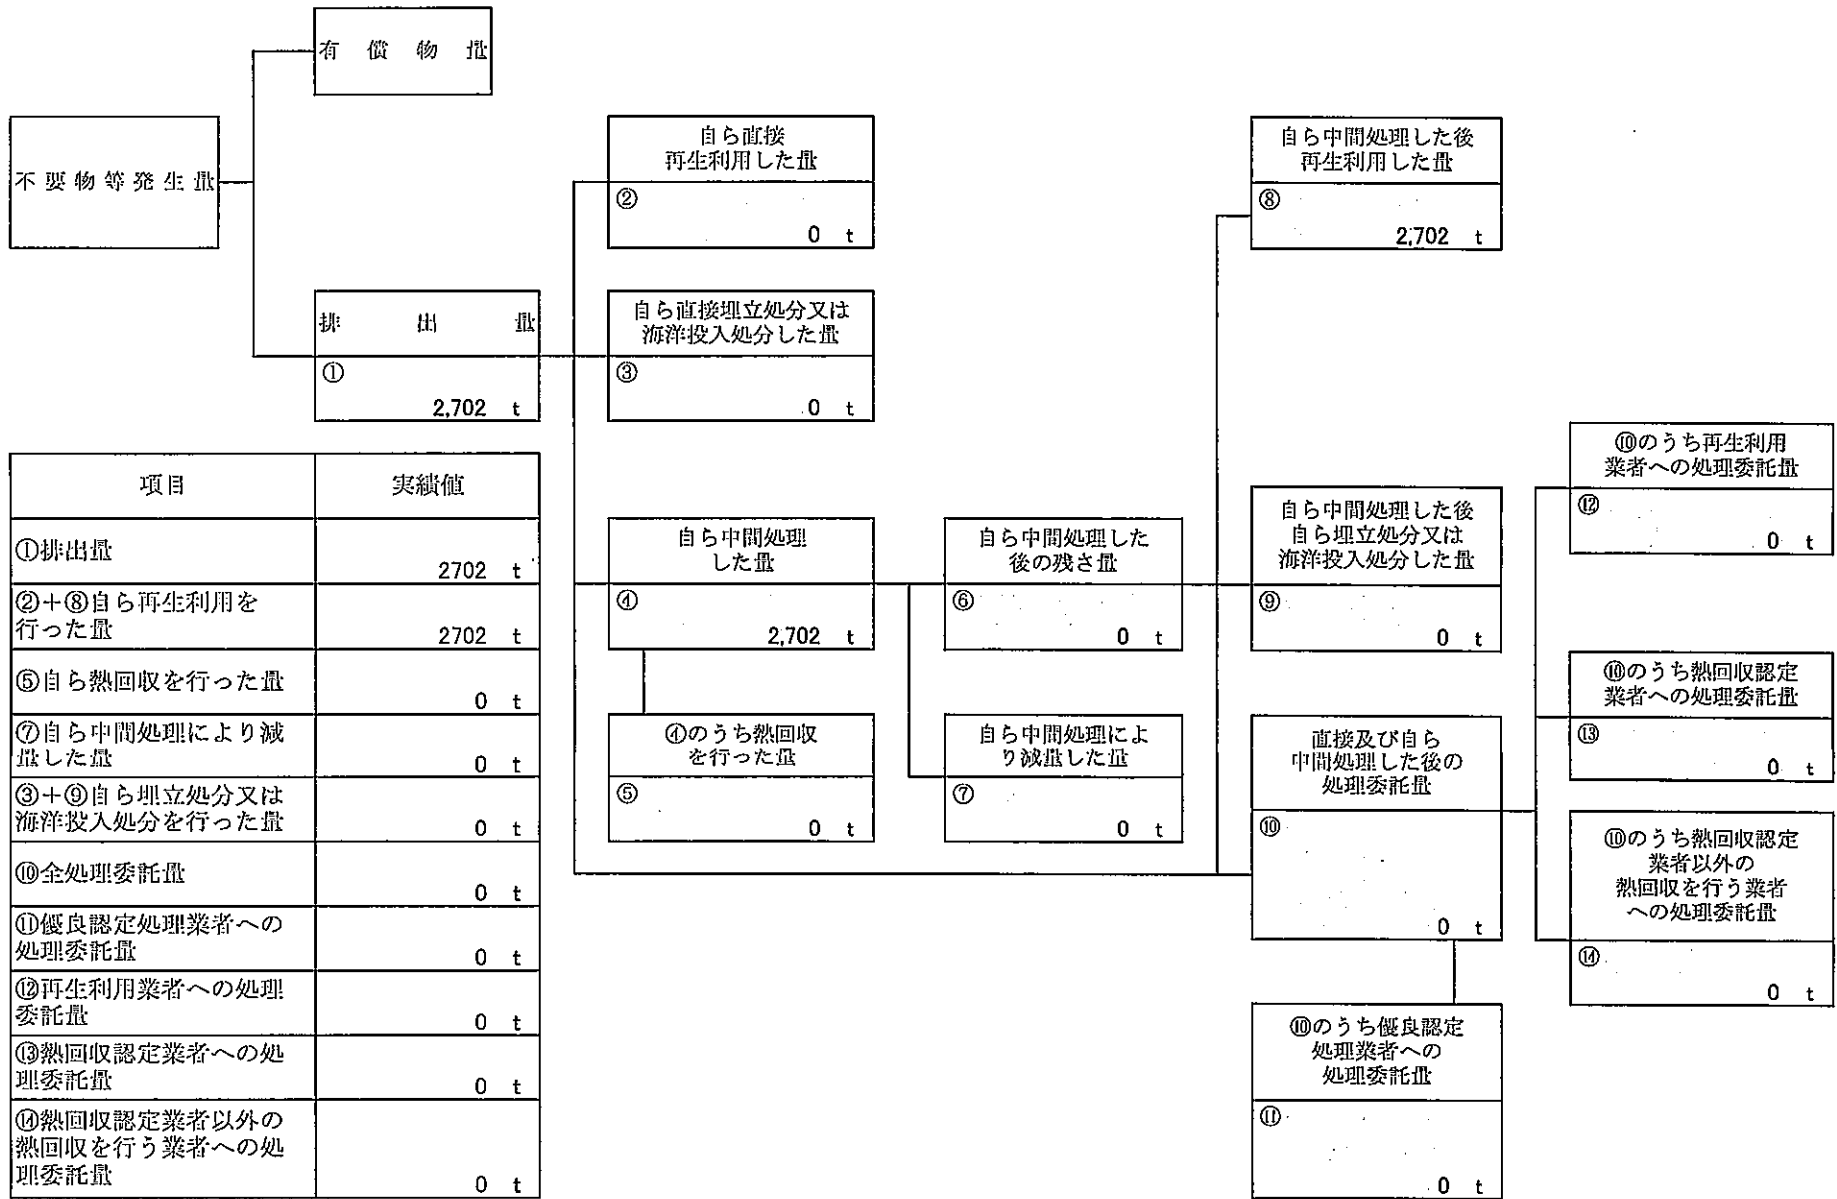 有償物量
不要物等発生量
自ら直接
再生利用した量
②
0 t
自ら中間処理した後
再生利用した量
⑧
2,702 t
排出量
①
2,702 t
自ら直接埋立処分又は
海洋投入処分した量
③
0 t
項目 実績値
①排出量
2702 t
②+⑧自ら再生利用を
行った量
2702 t
⑤自ら熱回収を行った量
0 t
⑦自ら中間処理により減
量した量
0 t
③+⑨自ら埋立処分又は
海洋投入処分を行った量
0 t
⑩全処理委託量
0 t
⑪優良認定処理業者への
処理委託量
0 t
⑫再生利用業者への処理
委託量
0 t
⑬熱回収認定業者への処
理委託量
0 t
⑭熱回収認定業者以外の
熱回収を行う業者への処
理委託量
0 t
自ら中間処理
した量
④
2,702 t
④のうち熱回収
を行った量
⑤
0 t
自ら中間処理した
後の残さ量
⑥
0 t
自ら中間処理によ
り減量した量
⑦
0 t
自ら中間処理した後
自ら埋立処分又は
海洋投入処分した量
⑨
0 t
直接及び自ら
中間処理した後の
処理委託量
⑩
0 t
⑩のうち優良認定
処理業者への
処理委託量
⑪
0 t
⑩のうち再生利用
業者への処理委託量
⑫
0 t
⑩のうち熱回収認定
業者への処理委託量
⑬
0 t
⑩のうち熱回収認定
業者以外の
熱回収を行う業者
への処理委託量
⑭
0 t